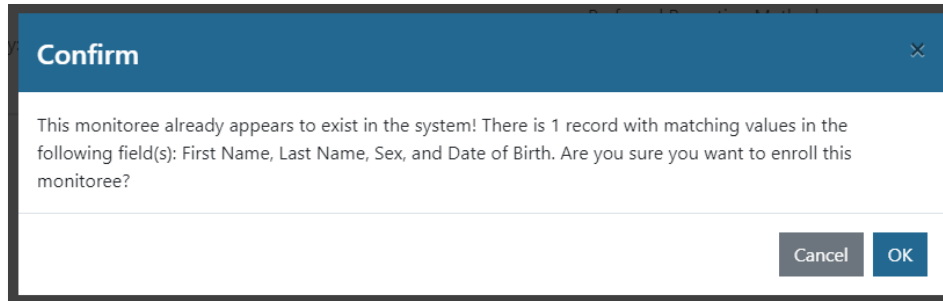 Confirm
×
This monitoree already appears to exist in the system! There is 1 record with matching values in the
following field(s): First Name, Last Name, Sex, and Date of Birth. Are you sure you want to enroll this
monitoree?
Cancel OK